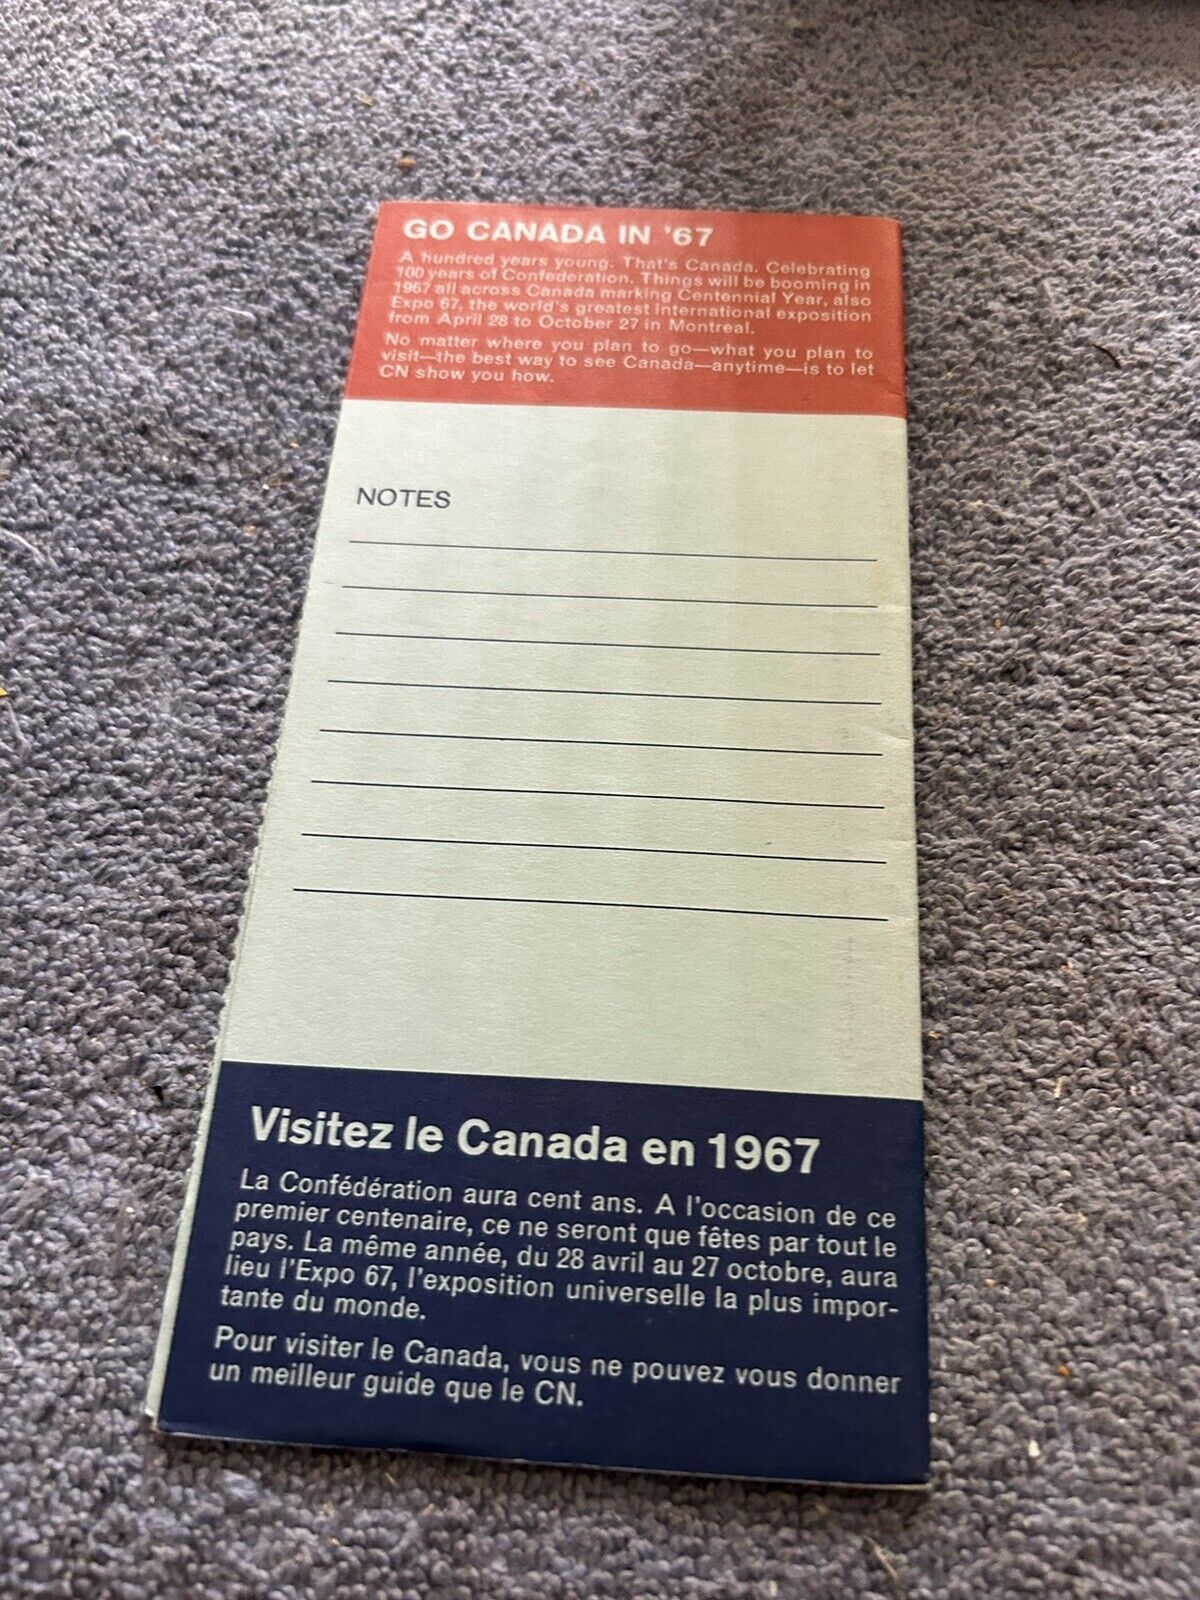 GO CANADA IN '67
A hundred years young. That's Canada. Celebrating
100 years of Confederation. Things will be booming in
1967 all across Canada marking Centennial Year, also
Expo 67, the world's greatest international exposition
from April 28 to October 27 in Montreal.
No matter where you plan to go—what you plan to
visit—the best way to see Canada—anytime—is to let
CN show you how.
NOTES
Visitez le Canada en 1967
La Confédération aura cent ans. A l'occasion de ce
premier centenaire, ce ne seront que fêtes par tout le
pays. La même année, du 28 avril au 27 octobre, aura
lieu l'Expo 67, l'exposition universelle la plus impor-
tante du monde.
Pour visiter le Canada, vous ne pouvez vous donner
un meilleur guide que le CN.